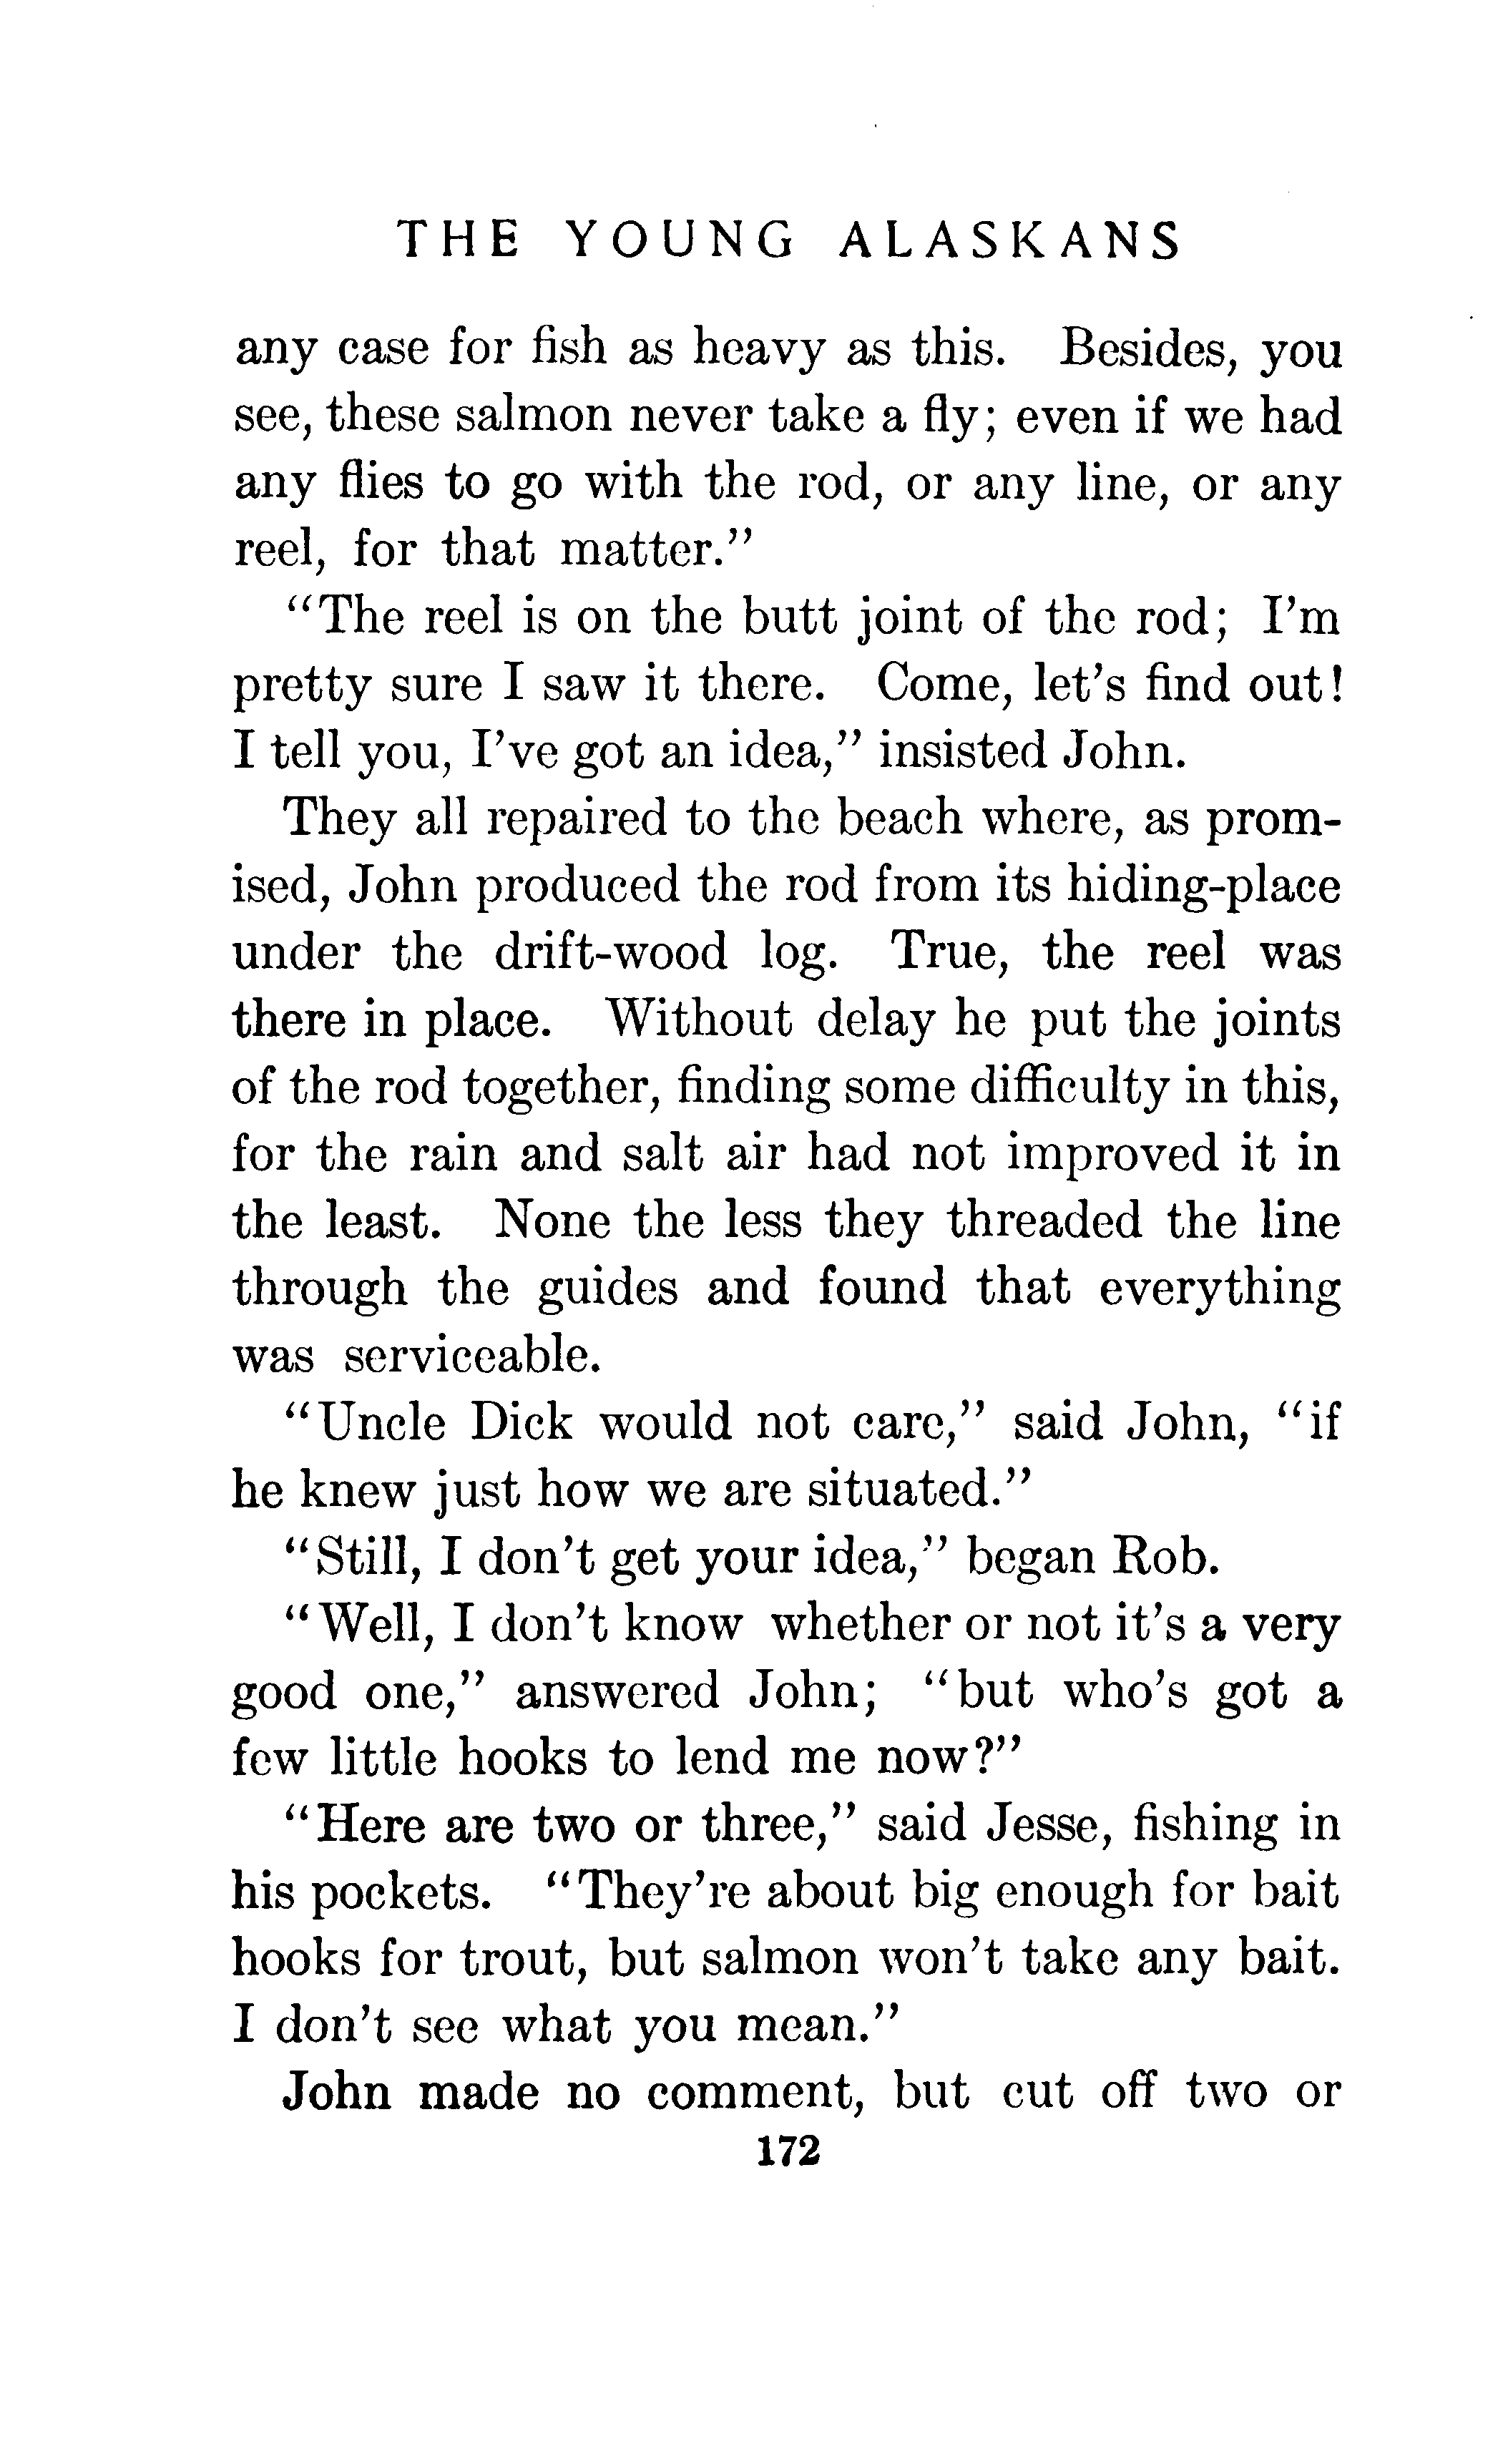 THE YOUNG ALASKANS
any case for fish as heavy as this. Besides, you
see, these salmon never take a fly; even if we had
any flies to go with the rod, or any line, or any
reel, for that matter.”
“The reel is on the butt joint of the rod; I’m
pretty sure I saw it there. Come, let’s find out!
I tell you, I’ve got an idea,” insisted John.
They all repaired to the beach where, as prom-
ised, John produced the rod from its hiding-place
under the drift-wood log. True, the reel was
there in place. Without delay he put the joints
of the rod together, finding some difficulty in this,
for the rain and salt air had not improved it in
the least. None the less they threaded the line
through the guides and found that everything
was serviceable.
“Uncle Dick would not care,” said John, “if
he knew just how we are situated.”
“Still, I don’t get your idea,” began Rob.
“Well, I don’t know whether or not it’s a very
good one,” answered John; “but who’s got a
few little hooks to lend me now?”
“Here are two or three,” said Jesse, fishing in
his pockets. “They’re about big enough for bait
hooks for trout, but salmon won’t take any bait.
I don’t see what you mean.”
John made no comment, but cut off two or
172